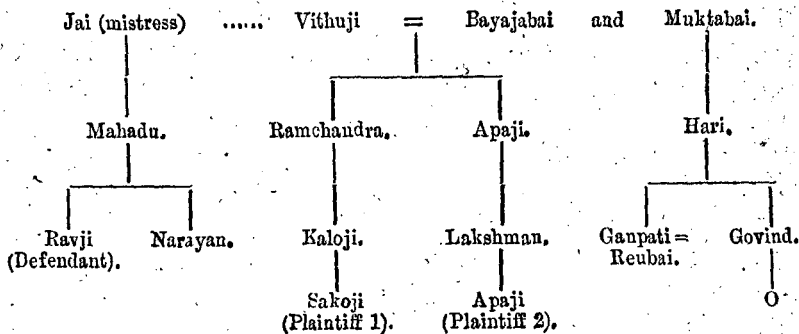 Jai (mistress) ...... Vithuji = Bayajabai and Muktabai.
Mahadu. Ramchandra. Apaji. Hari.
Ravji Narayan. Kaloji. Lakshman. Ganpati= Govind.
(Defendant). Reubai.
Sakoji Apaji O
(Plaintiff 1). (Plaintiff 2).